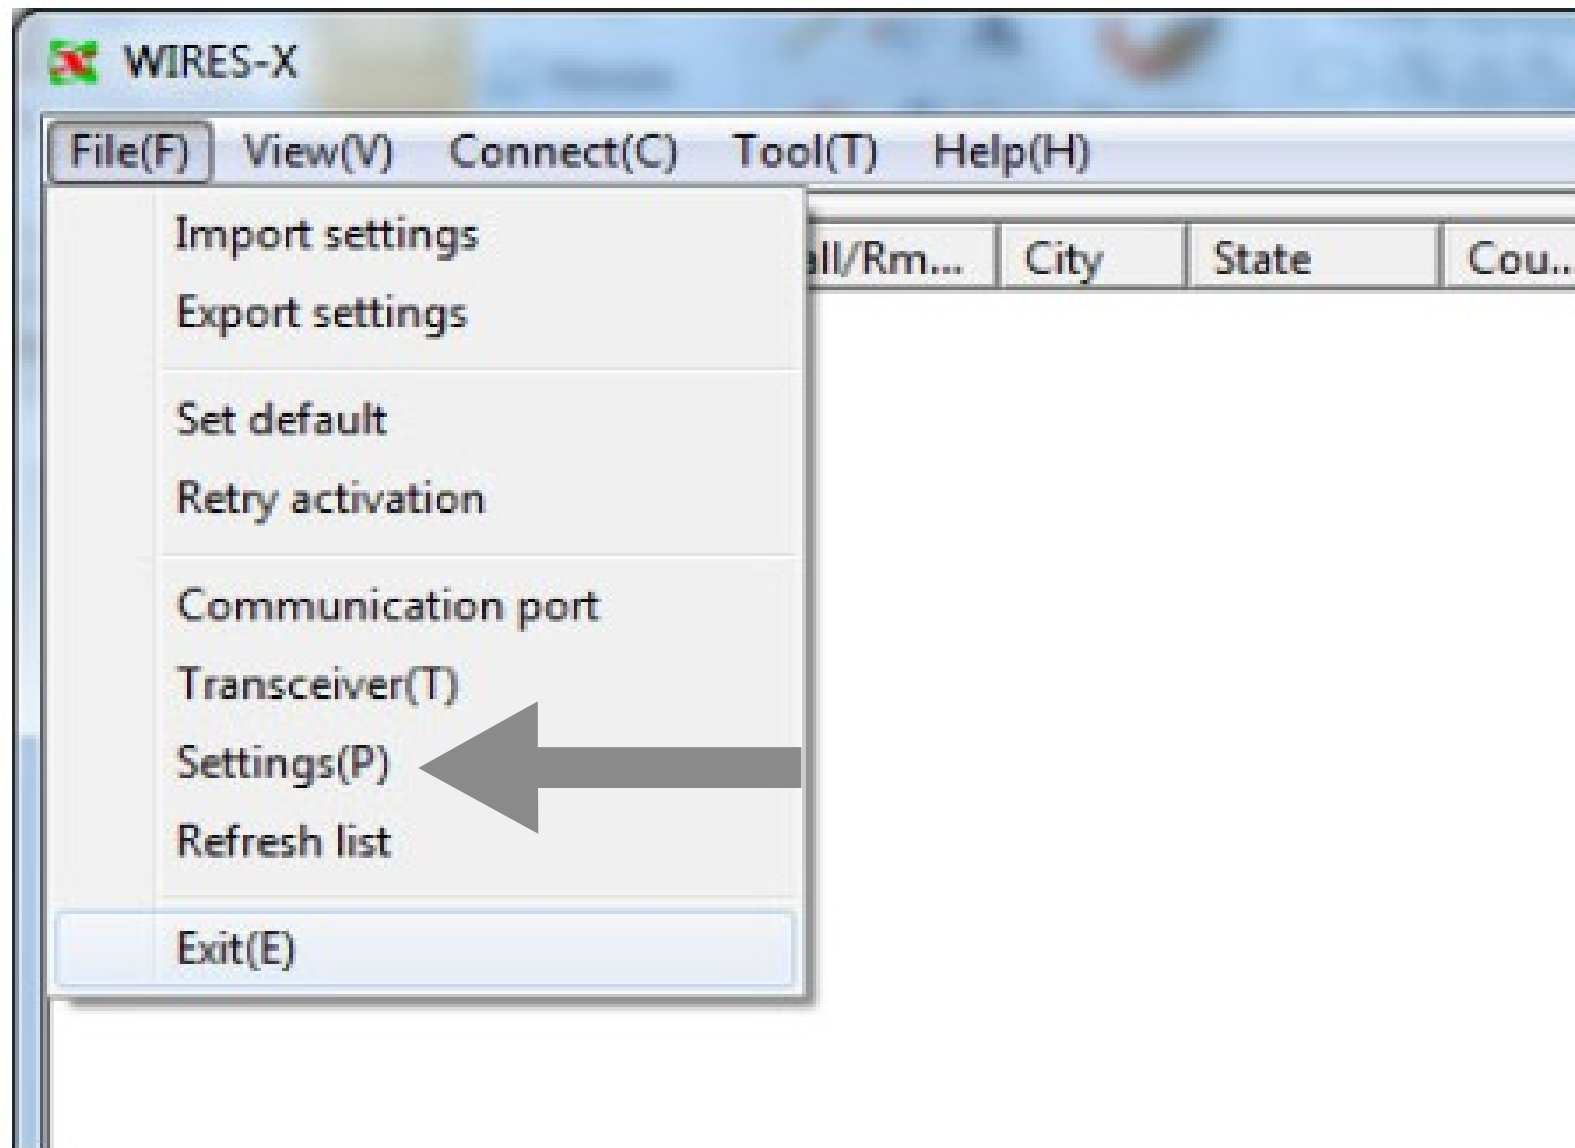 WIRES-X
File(F) View(V) Connect(C) Tool(T) Help(H)
Import settings
Export settings
Set default
Retry activation
Communication port
Transceiver(T)
Settings(P)
Refresh list
Exit(E)
all/Rm... City State Cou...